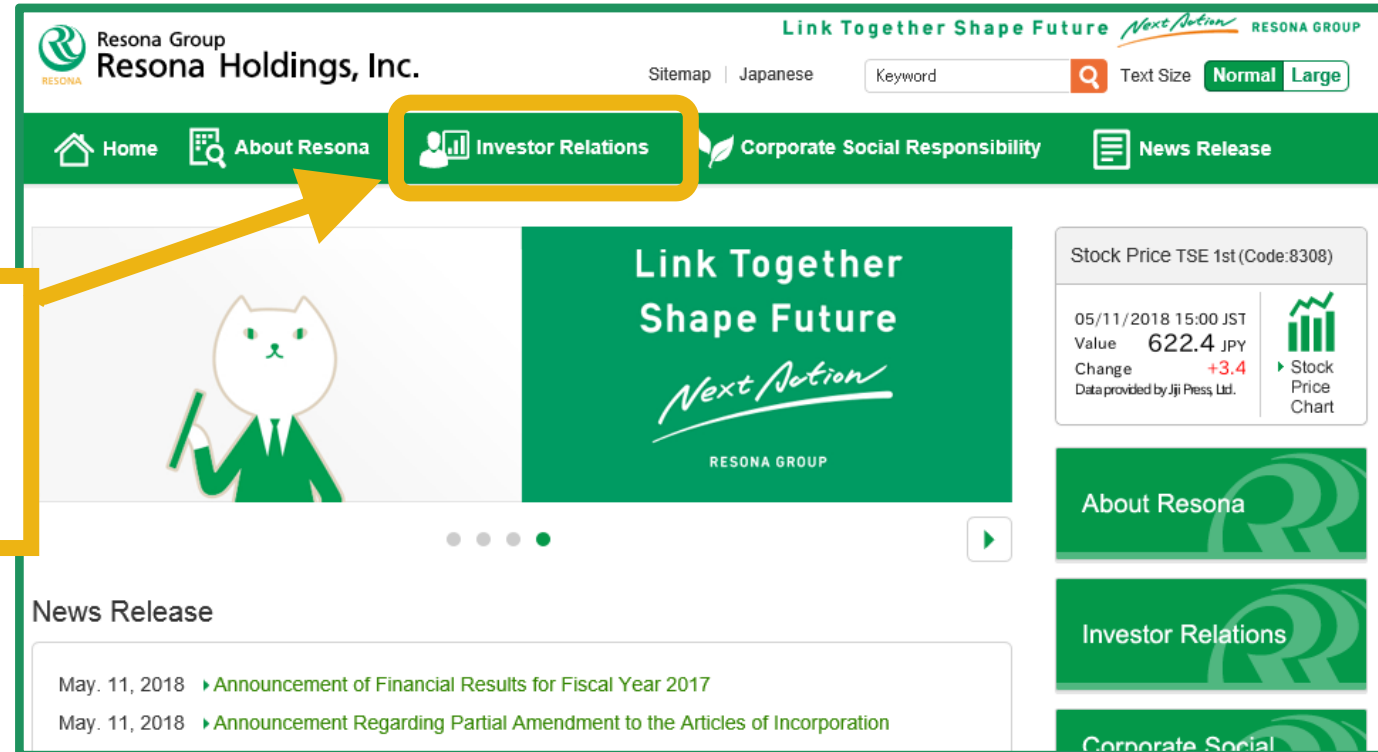 Link Together Shape Future Next Action RESONA GROUP
RESONA
Resona Group
Resona Holdings, Inc.
Sitemap | Japanese
Keyword
Text Size Normal Large
Home
About Resona
Investor Relations
Corporate Social Responsibility
News Release
Link Together
Shape Future
Next Action
RESONA GROUP
Stock Price TSE 1st (Code:8308)
05/11/2018 15:00 JST
Value 622.4 JPY
Change +3.4
Data provided by Jiji Press, Ltd.
Stock
Price
Chart
About Resona
Investor Relations
Corporate Social
News Release
May. 11, 2018 Announcement of Financial Results for Fiscal Year 2017
May. 11, 2018 Announcement Regarding Partial Amendment to the Articles of Incorporation